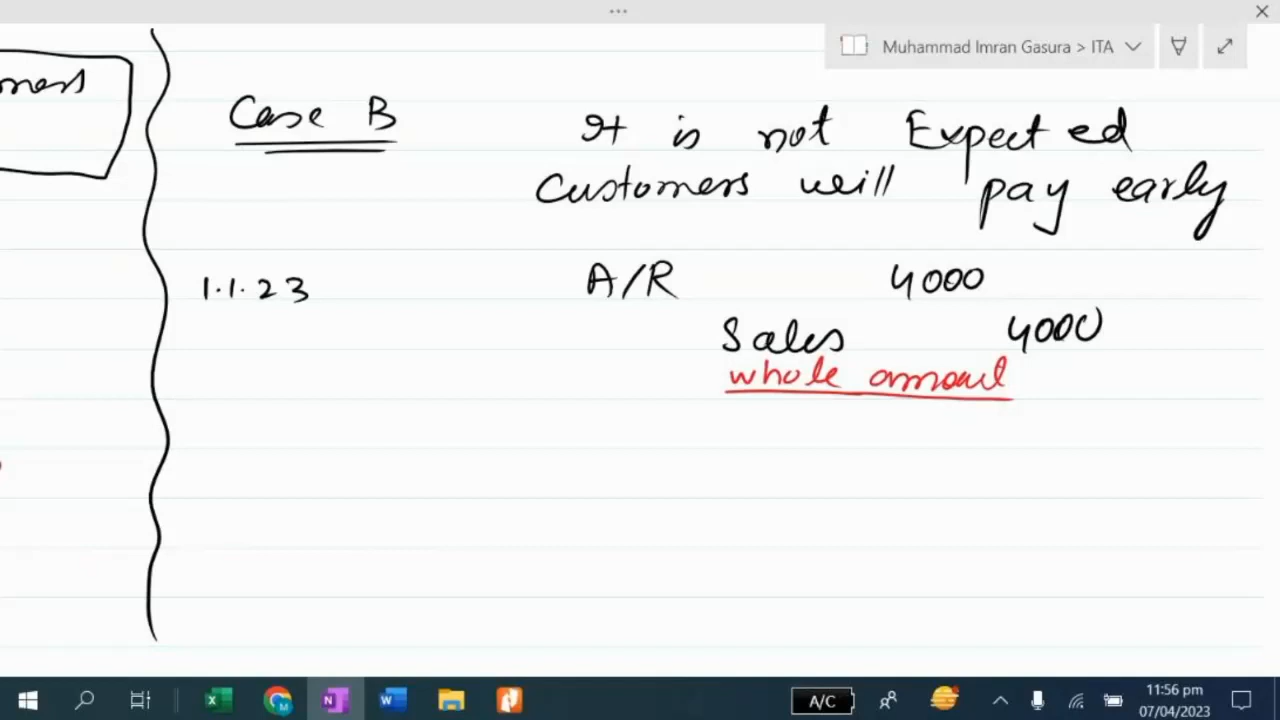 Muhammad Imran Gasura > ITA
Case B
It is not Expected
customers will pay early
1.1.23 A/R 4000
Sales 4000
whole amount
A/C
11:56 pm
07/04/2023